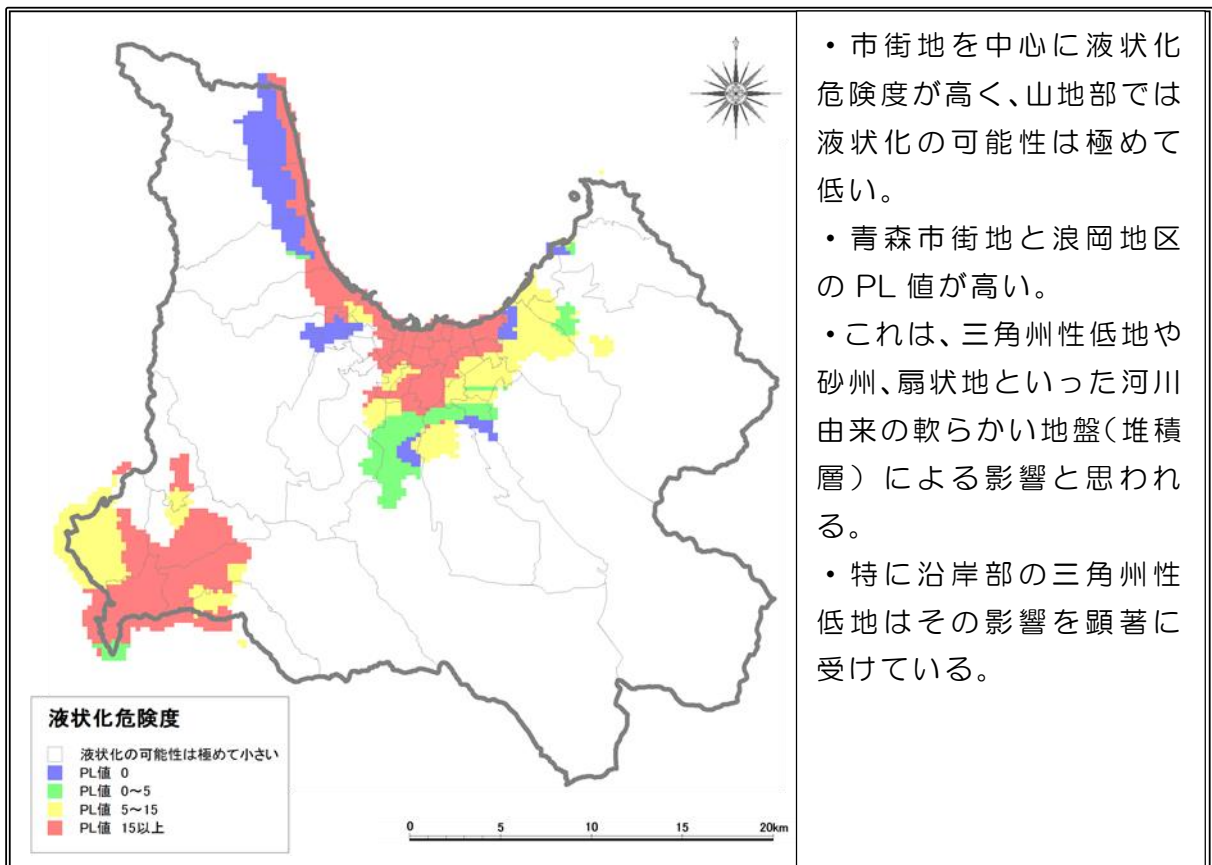 ・市街地を中心に液状化
危険度が高く、山地部では
液状化の可能性は極めて
低い。
・青森市街地と浪岡地区
の PL 値が高い。
・これは、三角州性低地や
砂州、扇状地といった河川
由来の軟らかい地盤（堆積
層）による影響と思われ
る。
・特に沿岸部の三角州性
低地はその影響を顕著に
受けている。
液状化危険度
液状化の可能性は極めて小さい
PL値 0
PL値 0～5
PL値 5～15
PL値 15以上
0 5 10 15 20km